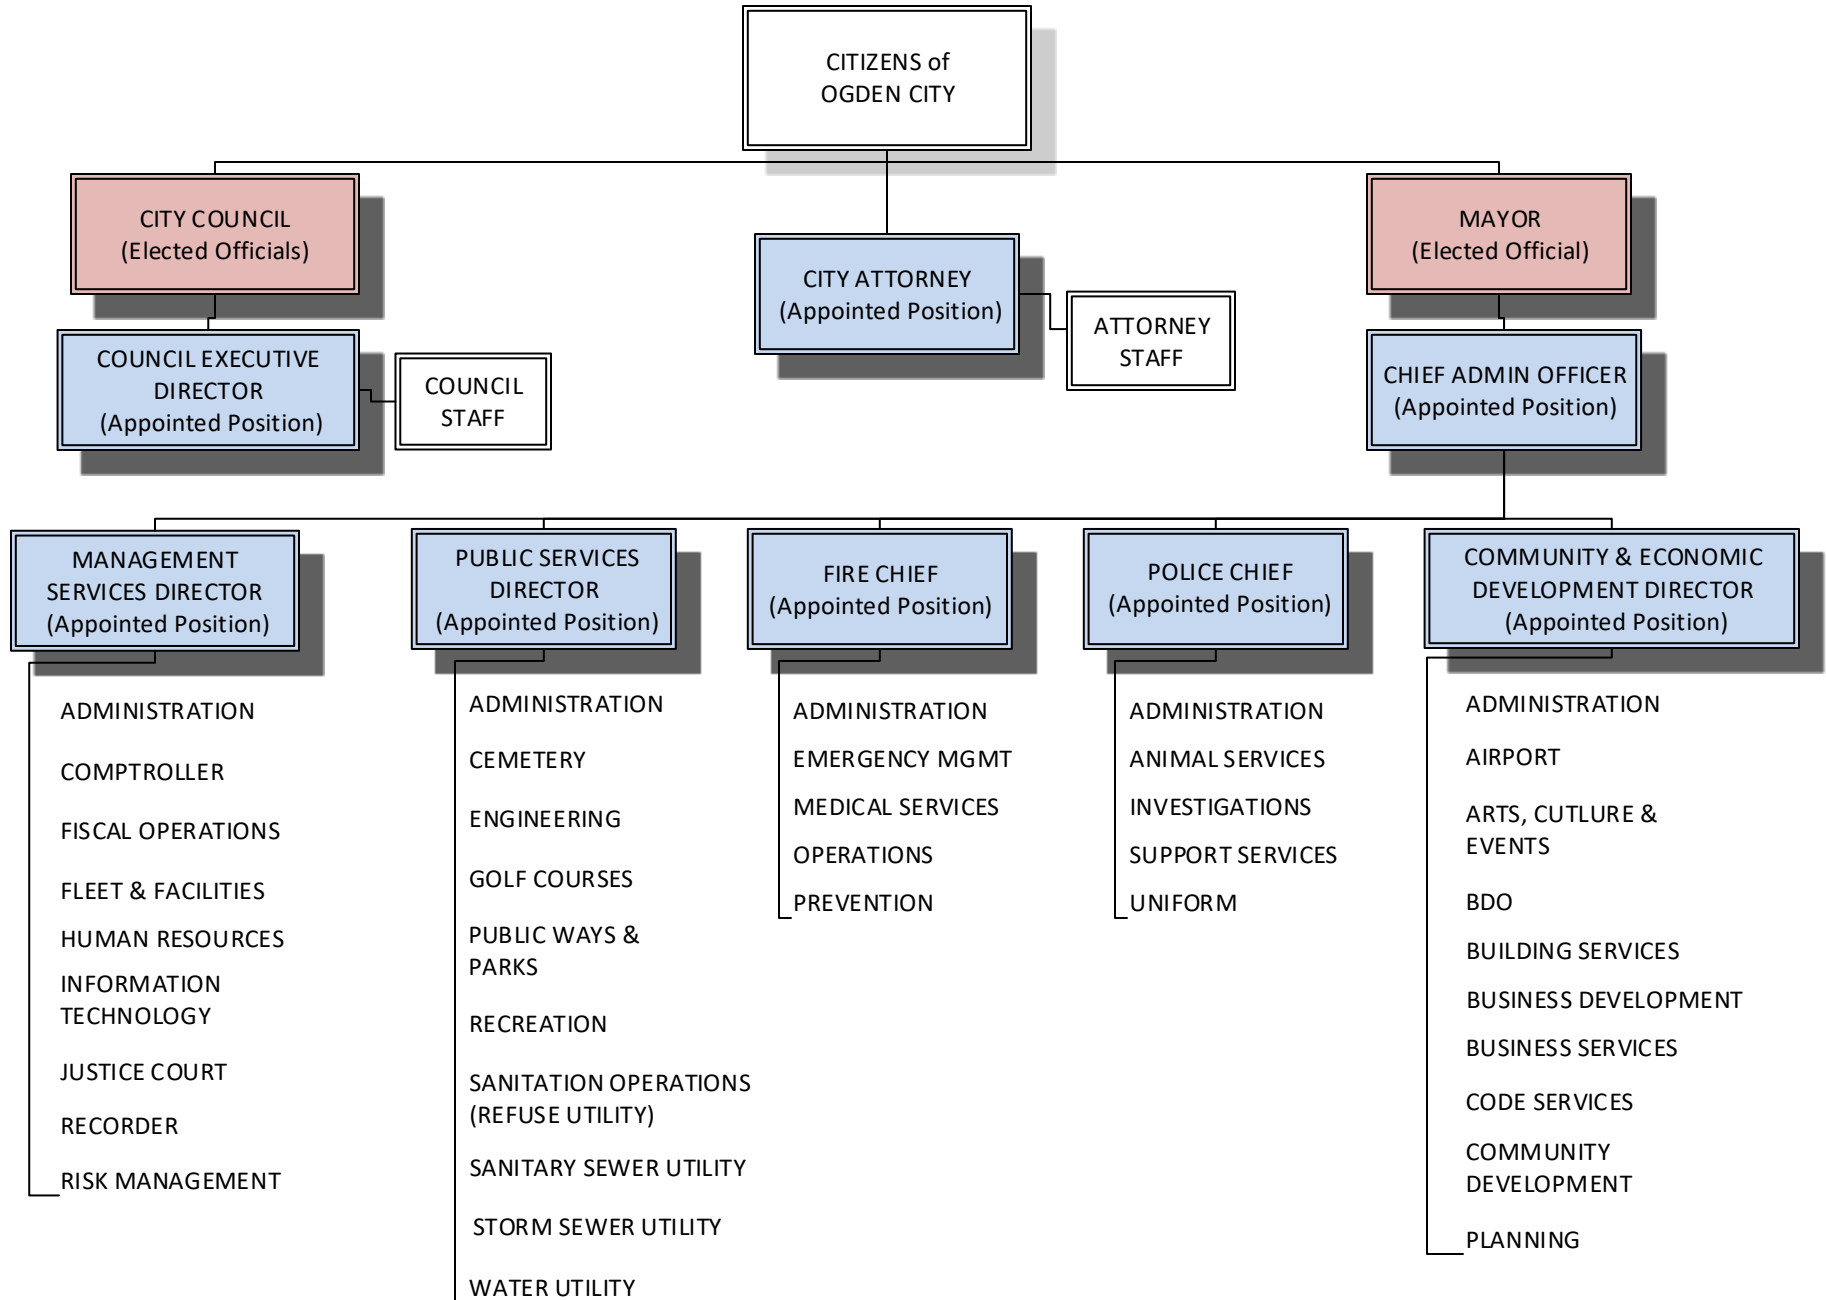 CITIZENS of
OGDEN CITY
CITY COUNCIL
(Elected Officials)
CITY ATTORNEY
(Appointed Position)
MAYOR
(Elected Official)
ATTORNEY
STAFF
COUNCIL EXECUTIVE
DIRECTOR
(Appointed Position)
COUNCIL
STAFF
CHIEF ADMIN OFFICER
(Appointed Position)
MANAGEMENT
SERVICES DIRECTOR
(Appointed Position)
PUBLIC SERVICES
DIRECTOR
(Appointed Position)
FIRE CHIEF
(Appointed Position)
POLICE CHIEF
(Appointed Position)
COMMUNITY & ECONOMIC
DEVELOPMENT DIRECTOR
(Appointed Position)
ADMINISTRATION
COMPTROLLER
FISCAL OPERATIONS
FLEET & FACILITIES
HUMAN RESOURCES
INFORMATION
TECHNOLOGY
JUSTICE COURT
RECORDER
RISK MANAGEMENT
ADMINISTRATION
CEMETERY
ENGINEERING
GOLF COURSES
PUBLIC WAYS &
PARKS
RECREATION
SANITATION OPERATIONS
(REFUSE UTILITY)
SANITARY SEWER UTILITY
STORM SEWER UTILITY
WATER UTILITY
ADMINISTRATION
EMERGENCY MGMT
MEDICAL SERVICES
OPERATIONS
PREVENTION
ADMINISTRATION
ANIMAL SERVICES
INVESTIGATIONS
SUPPORT SERVICES
UNIFORM
ADMINISTRATION
AIRPORT
ARTS, CUTLURE &
EVENTS
BDO
BUILDING SERVICES
BUSINESS DEVELOPMENT
BUSINESS SERVICES
CODE SERVICES
COMMUNITY
DEVELOPMENT
PLANNING